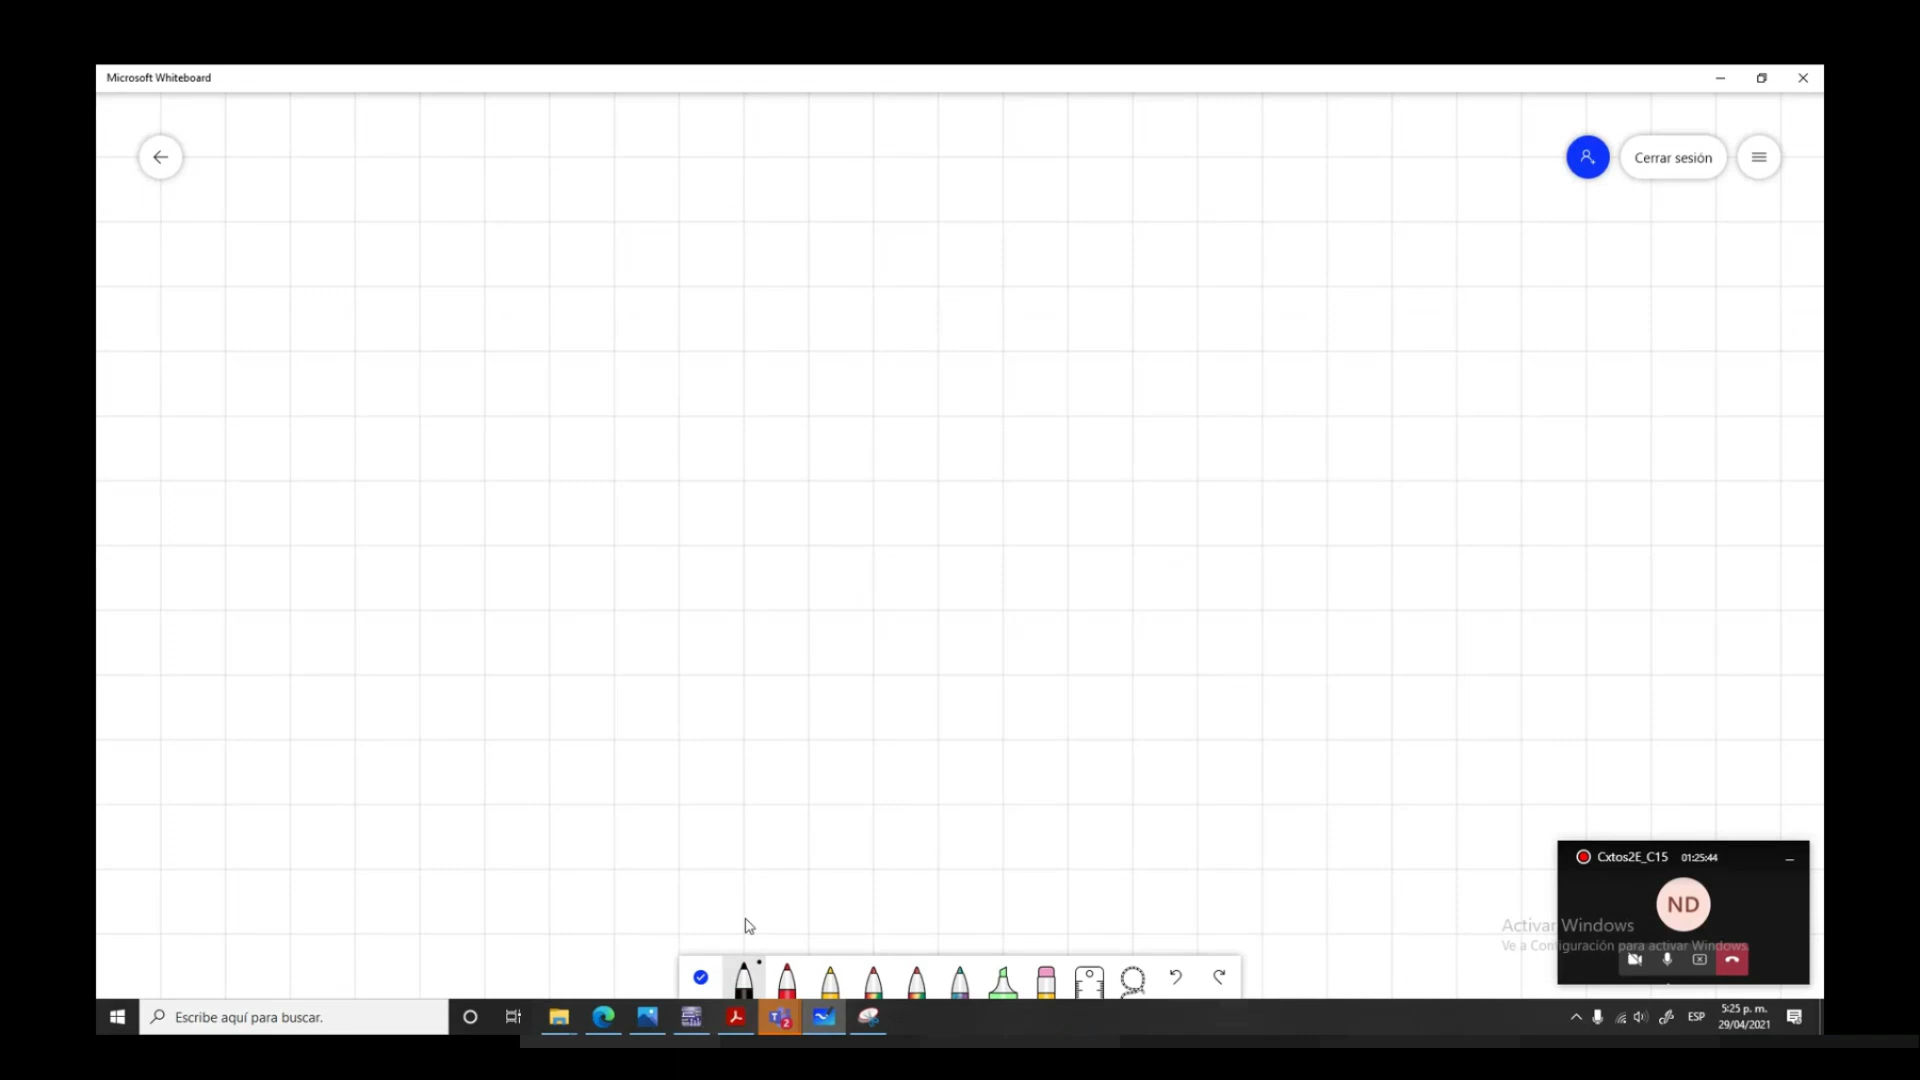 Microsoft Whiteboard
Cerrar sesión
Cxtos2E_C15 01:25:44
ND
Activar Windows
Ve a Configuración para activar Windows.
Escribe aquí para buscar.
2
ESP
5:25 p. m.
29/04/2021